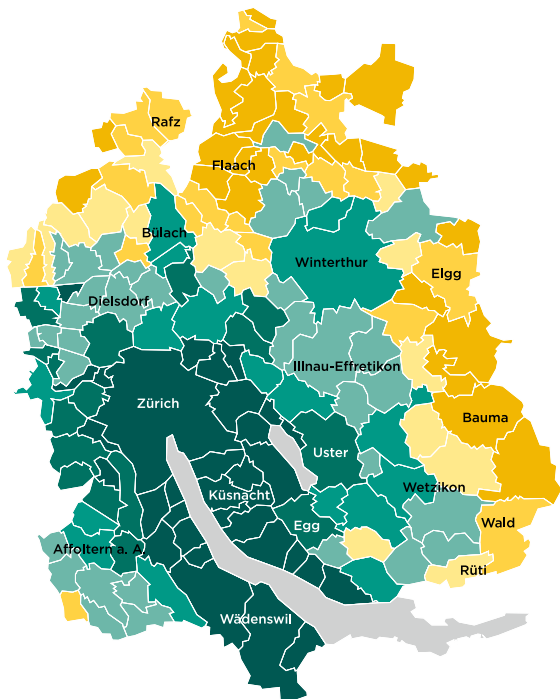 Rafz
Flaach
Bülach
Winterthur
Elgg
Dielsdorf
Illnau-Effretikon
Zürich
Bauma
Uster
Wetzikon
Küsnacht
Egg
Wald
Affoltern a. A.
Rüti
Wädenswil